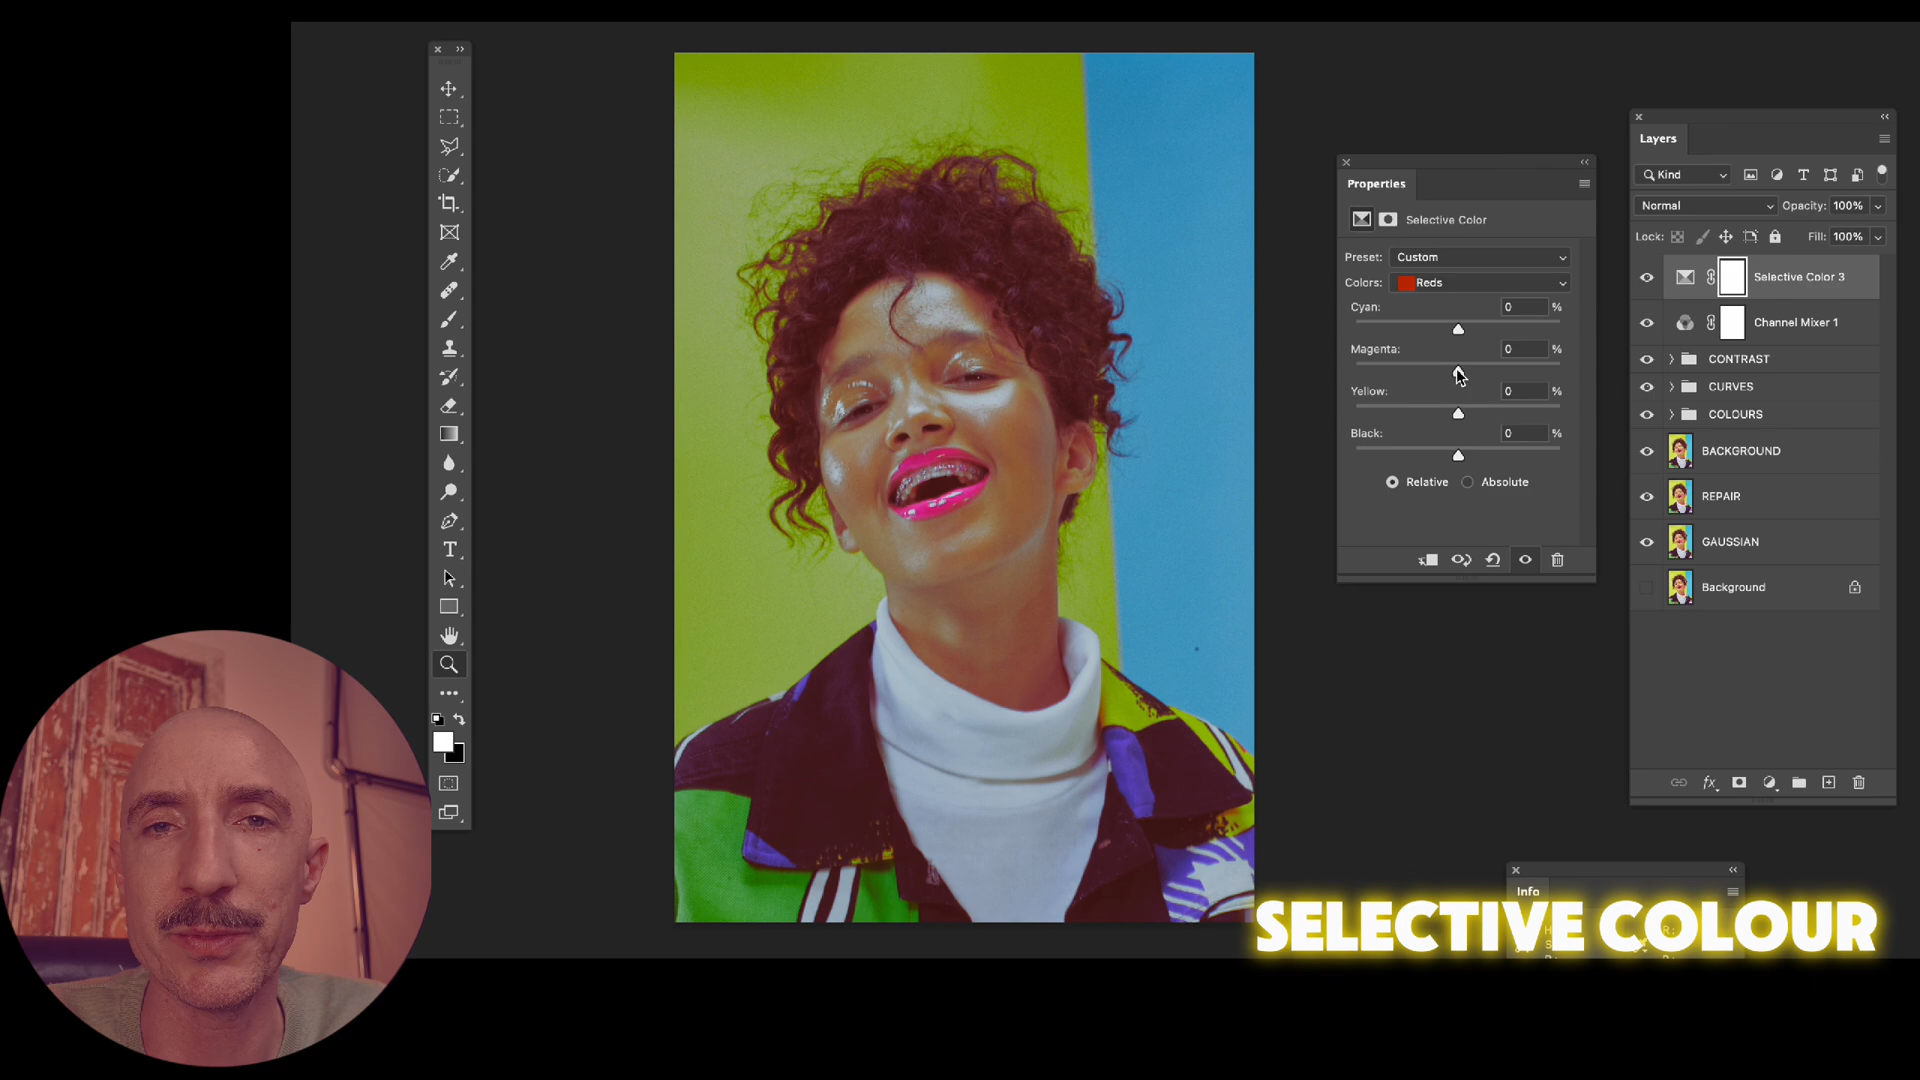 Properties
Selective Color
Preset: Custom
Colors: Reds
Cyan: 0 %
Magenta: 0 %
Yellow: 0 %
Black: 0 %
Relative Absolute
Layers
Kind
Normal Opacity: 100%
Lock: Fill: 100%
Selective Color 3
Channel Mixer 1
CONTRAST
CURVES
COLOURS
BACKGROUND
REPAIR
GAUSSIAN
Background
Info
SELECTIVE COLOUR